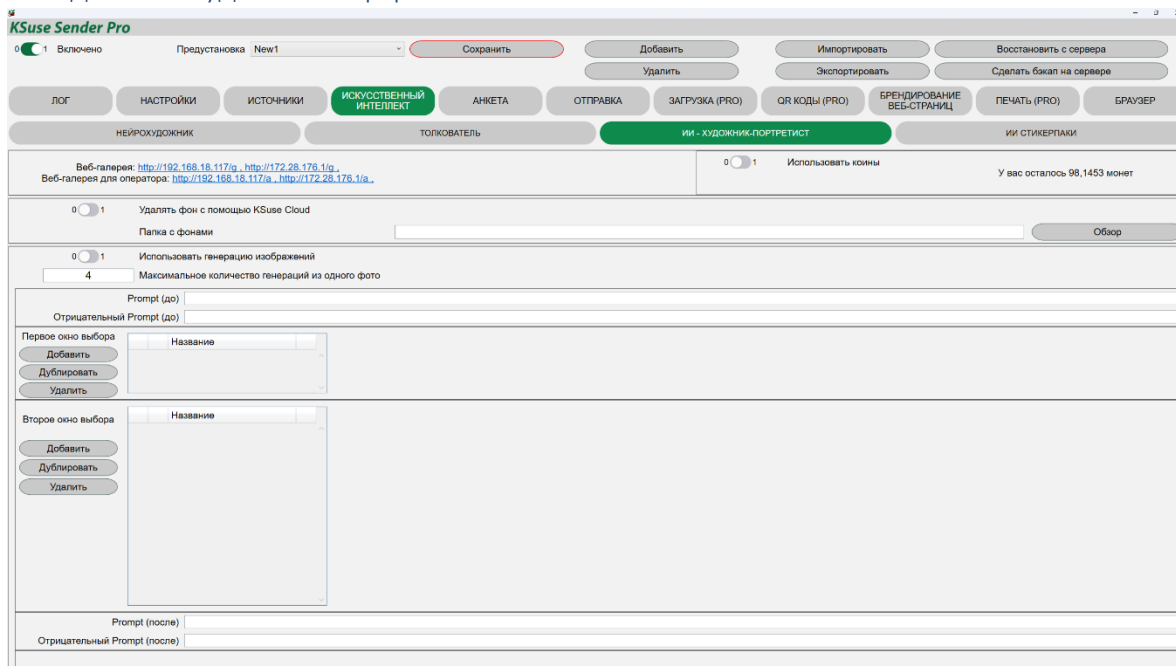 KSuse Sender Pro
0 1 Включено Предустановка New1 Сохранить Добавить Импортировать Восстановить с сервера
Удалить Экспортировать Сделать бэкап на сервере
ЛОГ НАСТРОЙКИ ИСТОЧНИКИ ИСКУССТВЕННЫЙ ИНТЕЛЛЕКТ АНКЕТА ОТПРАВКА ЗАГРУЗКА (PRO) QR КОДЫ (PRO) БРЕНДИРОВАНИЕ ВЕБ-СТРАНИЦ ПЕЧАТЬ (PRO) БРАУЗЕР
НЕЙРОХУДОЖНИК ТОЛКОВАТЕЛЬ ИИ - ХУДОЖНИК-ПОРТРЕТИСТ ИИ СТИКЕРПАКИ
Веб-галерея: http://192.168.18.117/g , http://172.28.176.1/g ,
Веб-галерея для оператора: http://192.168.18.117/a , http://172.28.176.1/a ,
0 1 Использовать коины
У вас осталось 98,1453 монет
0 1 Удалять фон с помощью KSuse Cloud
Папка с фонами Обзор
0 1 Использовать генерацию изображений
4 Максимальное количество генераций из одного фото
Prompt (до)
Отрицательный Prompt (до)
Первое окно выбора Название
Добавить
Дублировать
Удалить
Второе окно выбора Название
Добавить
Дублировать
Удалить
Prompt (после)
Отрицательный Prompt (после)